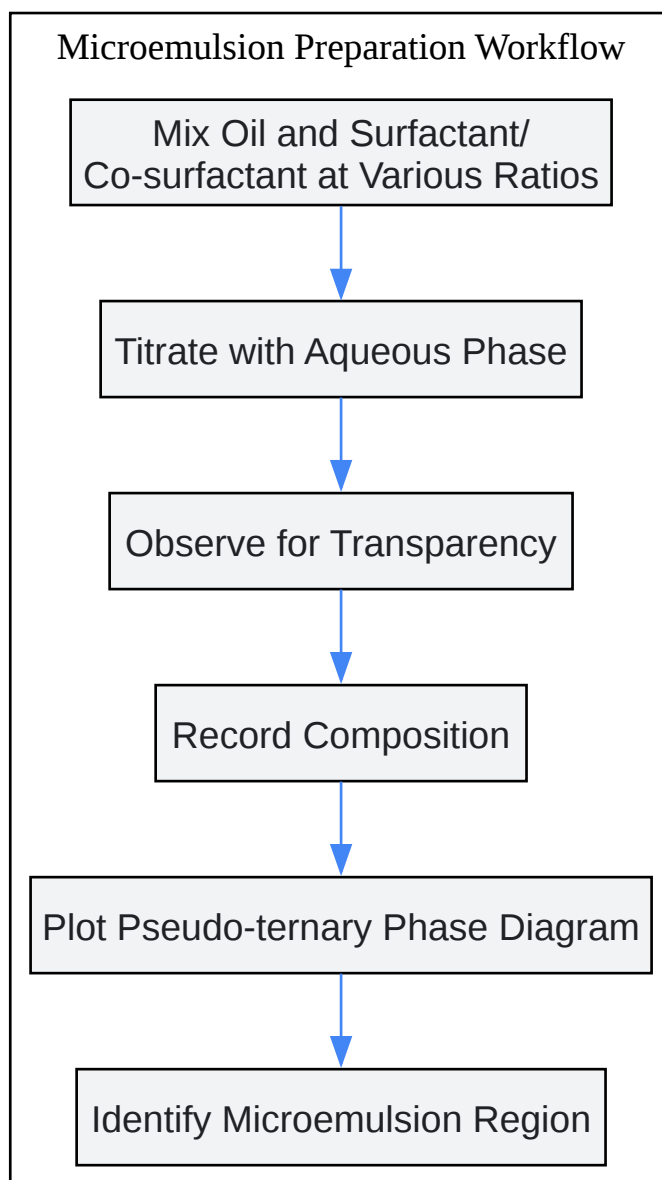 Microemulsion Preparation Workflow
Mix Oil and Surfactant/
Co-surfactant at Various Ratios
Titrate with Aqueous Phase
Observe for Transparency
Record Composition
Plot Pseudo-ternary Phase Diagram
Identify Microemulsion Region